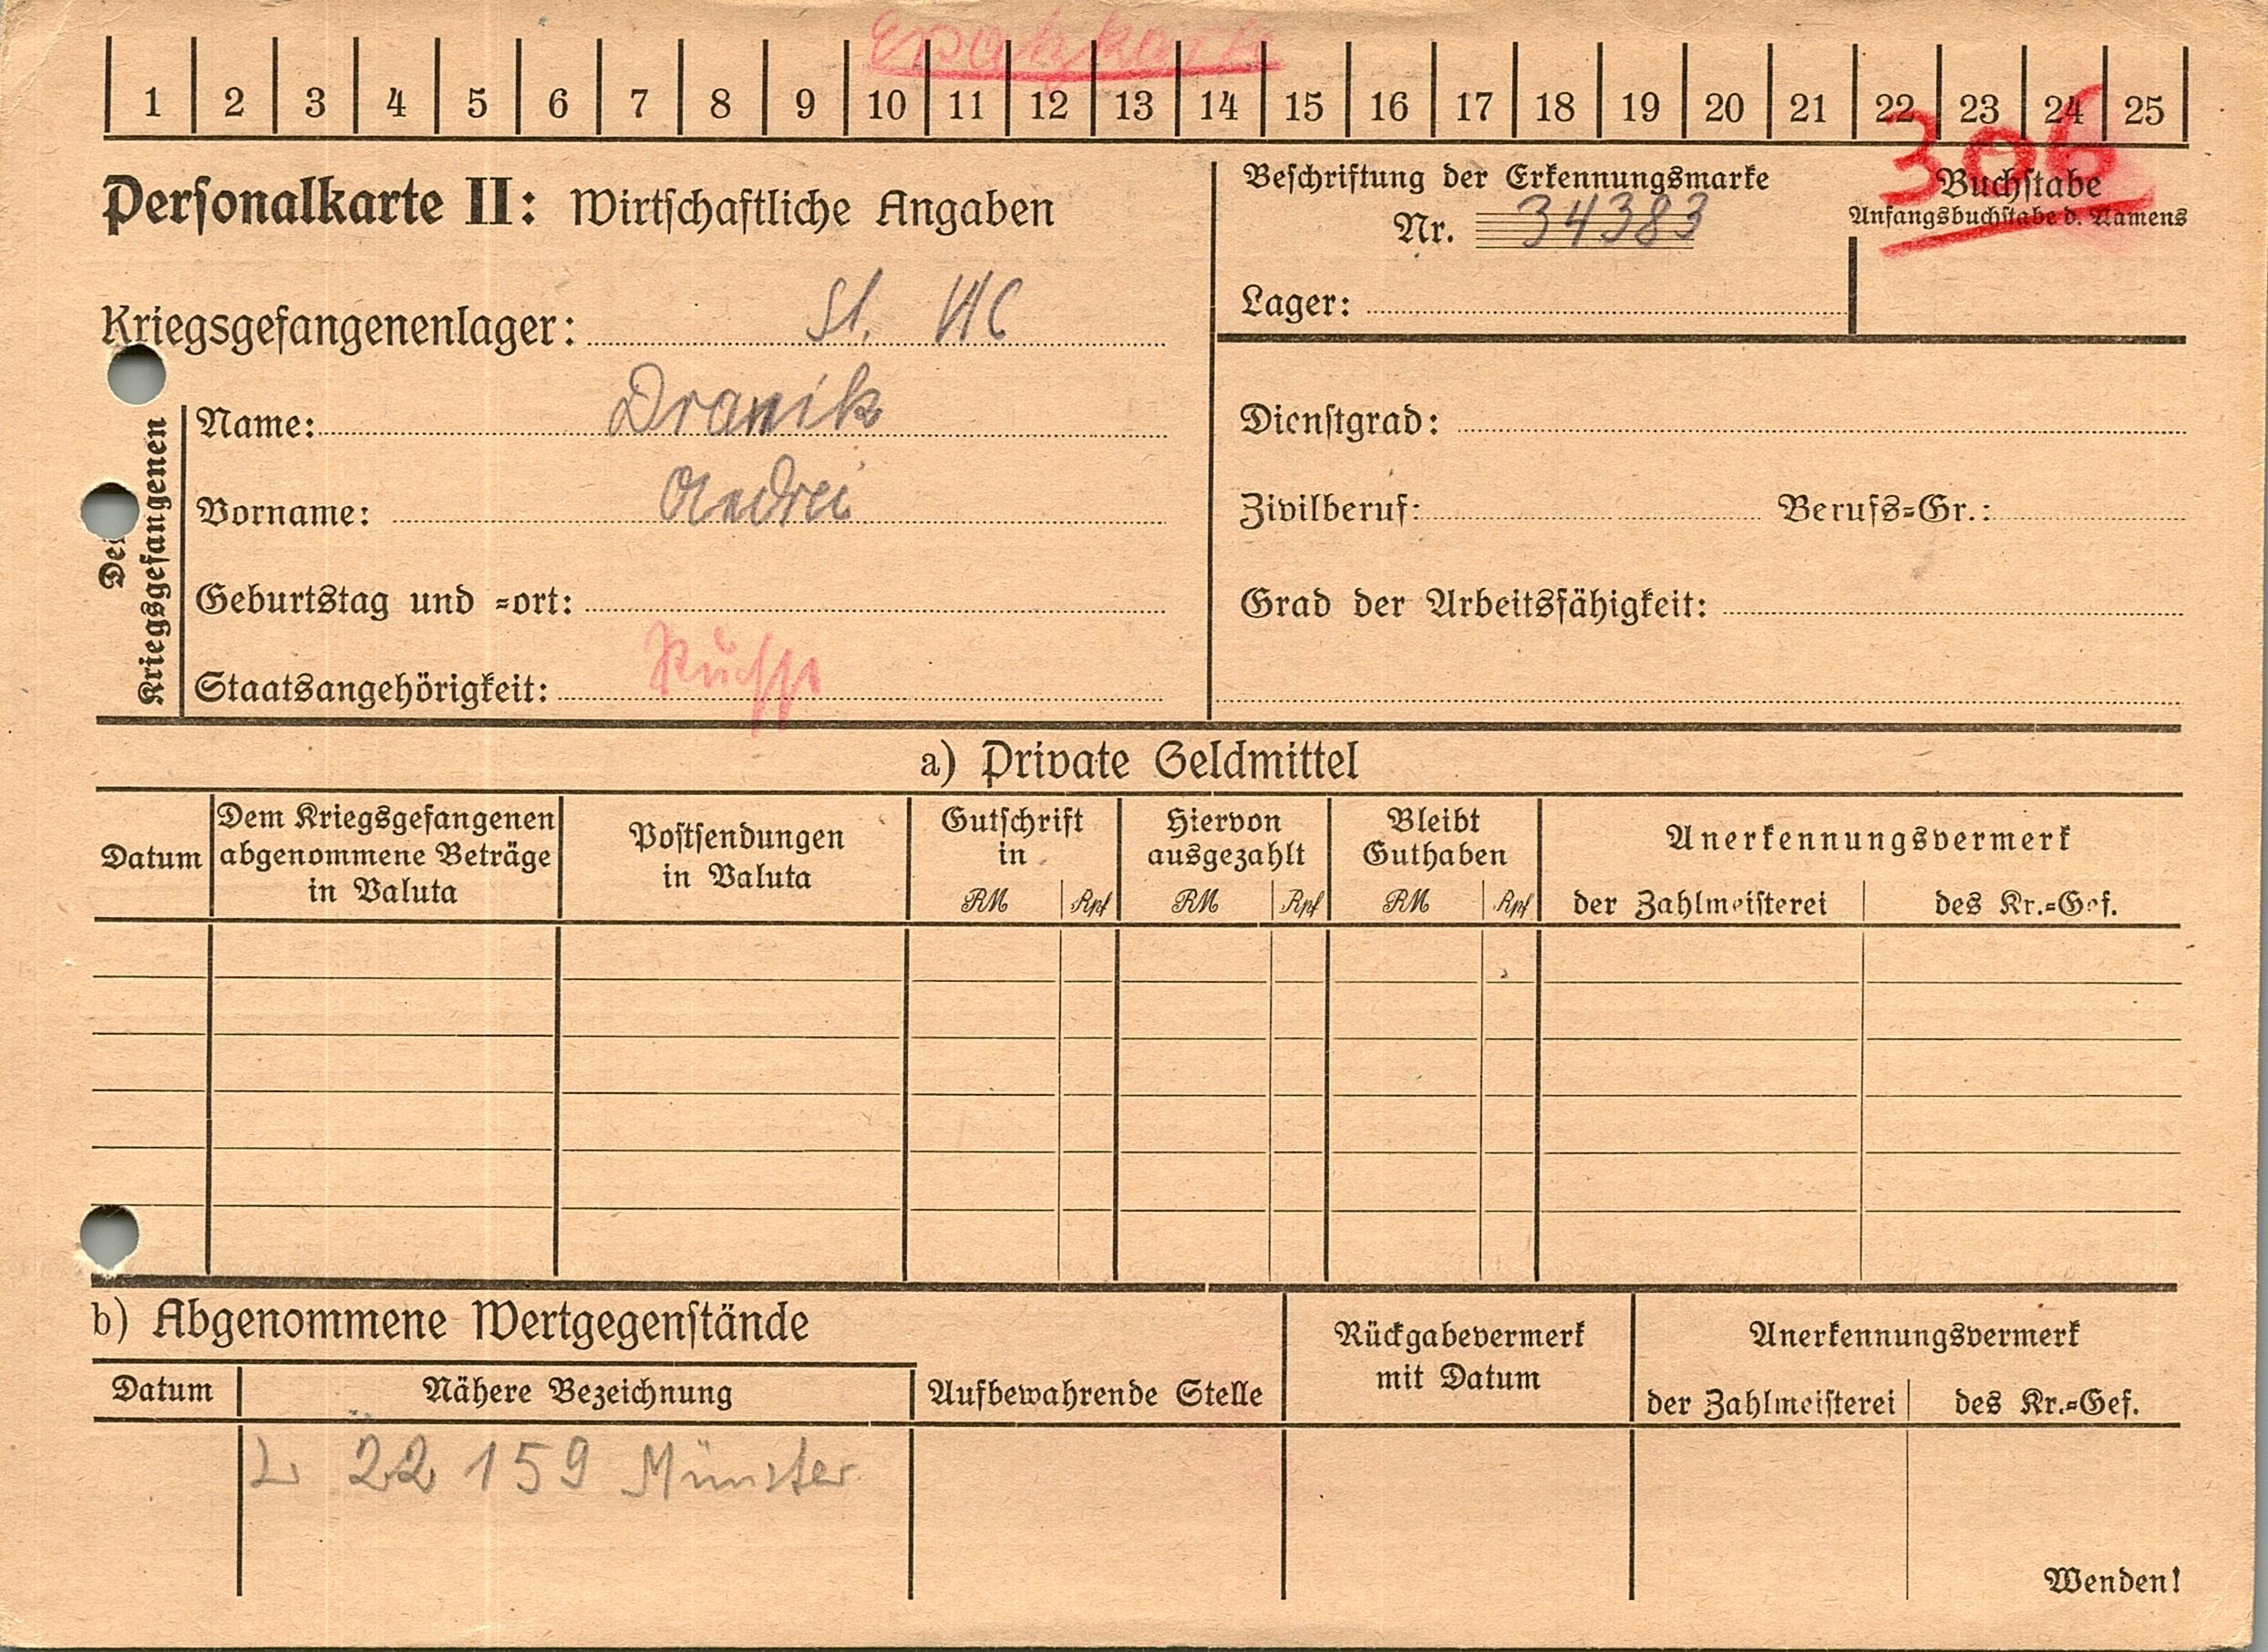 Ersatzkarte
1 2 3 4 5 6 7 8 9 10 11 12 13 14 15 16 17 18 19 20 21 22 23 24 25
306
Personalkarte II: Wirtschaftliche Angaben
Beschriftung der Erkennungsmarke
Nr. 34383
Lager:
Buchstabe
Anfangsbuchstabe d. Namens
Kriegsgefangenenlager: St.
Des
Kriegsgefangenen
Name: Dranik
Vorname: Andrei
Geburtstag und =ort:
Staatsangehörigkeit:
Dienstgrad:
Zivilberuf: Berufs=Gr.:
Grad der Arbeitsfähigkeit:
a) Private Geldmittel
Datum
Dem Kriegsgefangenen
abgenommene Beträge
in Valuta
Postsendungen
in Valuta
Gutschrift
in
RM Rpf
Hiervon
ausgezahlt
RM Rpf
Bleibt
Guthaben
RM Rpf
Anerkennungsvermerk
der Zahlmeisterei des Kr.=Gef.
b) Abgenommene Wertgegenstände
Datum Nähere Bezeichnung
Aufbewahrende Stelle
Rückgabevermerk
mit Datum
Anerkennungsvermerk
der Zahlmeisterei des Kr.=Gef.
22 159 Münster
Wenden!